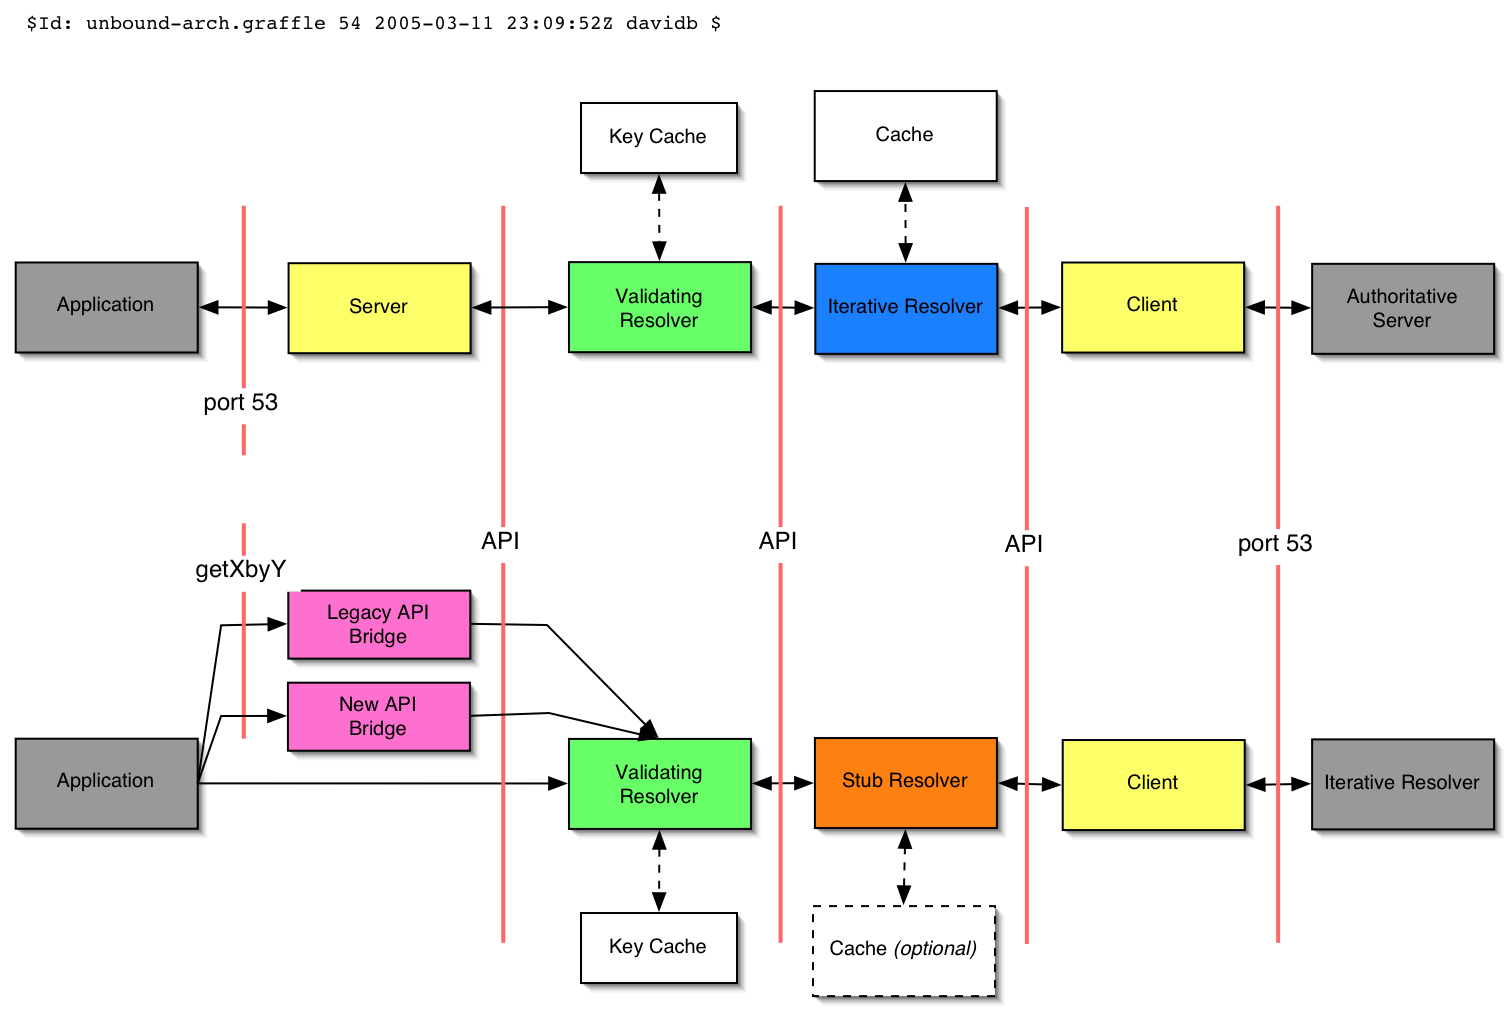 $Id: unbound-arch.graffle 54 2005-03-11 23:09:52Z davidb $
Key Cache
Cache
Application
Server
Validating
Resolver
Iterative Resolver
Client
Authoritative
Server
port 53
API
API
API
port 53
getXbyY
Legacy API
Bridge
New API
Bridge
Application
Validating
Resolver
Stub Resolver
Client
Iterative Resolver
Key Cache
Cache (optional)